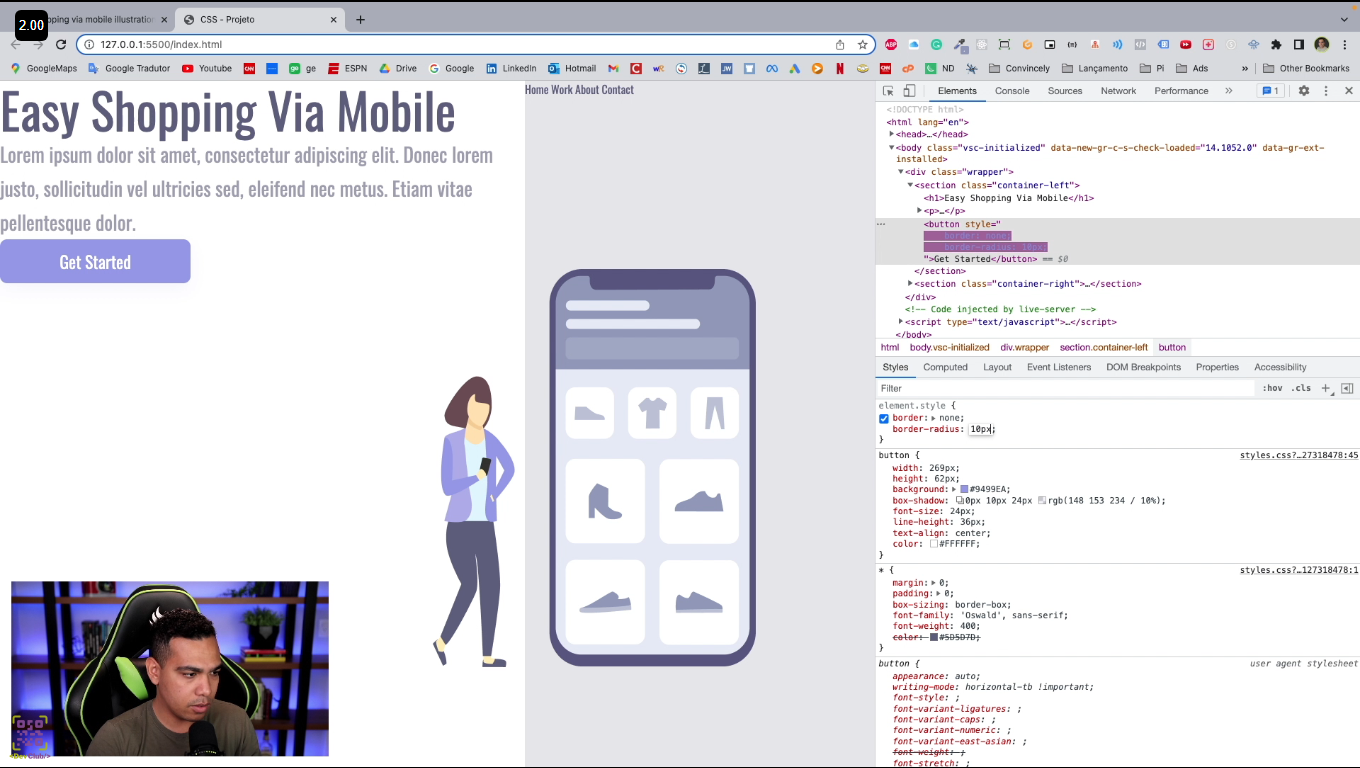 2.00
pping via mobile illustration
CSS - Projeto
127.0.0.1:5500/index.html
GoogleMaps
Google Tradutor
Youtube
ge
ESPN
Drive
Google
LinkedIn
Hotmail
ND
Convincely
Lançamento
Pi
Ads
»
Other Bookmarks
Easy Shopping Via Mobile
Lorem ipsum dolor sit amet, consectetur adipiscing elit. Donec lorem
justo, sollicitudin vel ultricies sed, eleifend nec metus. Etiam vitae
pellentesque dolor.
Get Started
Home Work About Contact
Elements
Console
Sources
Network
Performance
»
1
<!DOCTYPE html>
<html lang="en">
<head>…</head>
<body class="vsc-initialized" data-new-gr-c-s-check-loaded="14.1052.0" data-gr-ext-
installed>
<div class="wrapper">
<section class="container-left">
<h1>Easy Shopping Via Mobile</h1>
<p>…</p>
<button style="
border: none;
border-radius: 10px;
">Get Started</button> == $0
</section>
<section class="container-right">…</section>
</div>
<!-- Code injected by live-server -->
<script type="text/javascript">…</script>
</body>
html
body.vsc-initialized
div.wrapper
section.container-left
button
Styles
Computed
Layout
Event Listeners
DOM Breakpoints
Properties
Accessibility
Filter
:hov
.cls
+
element.style {
border: none;
border-radius: 10px;
}
button {
styles.css?…27318478:45
width: 269px;
height: 62px;
background: #9499EA;
box-shadow: 0px 10px 24px rgb(148 153 234 / 10%);
font-size: 24px;
line-height: 36px;
text-align: center;
color: #FFFFFF;
}
* {
styles.css?…127318478:1
margin: 0;
padding: 0;
box-sizing: border-box;
font-family: 'Oswald', sans-serif;
font-weight: 400;
color: #5D5D7D;
}
button {
user agent stylesheet
appearance: auto;
writing-mode: horizontal-tb !important;
font-style: ;
font-variant-ligatures: ;
font-variant-caps: ;
font-variant-numeric: ;
font-variant-east-asian: ;
font-weight: ;
font-stretch: ;